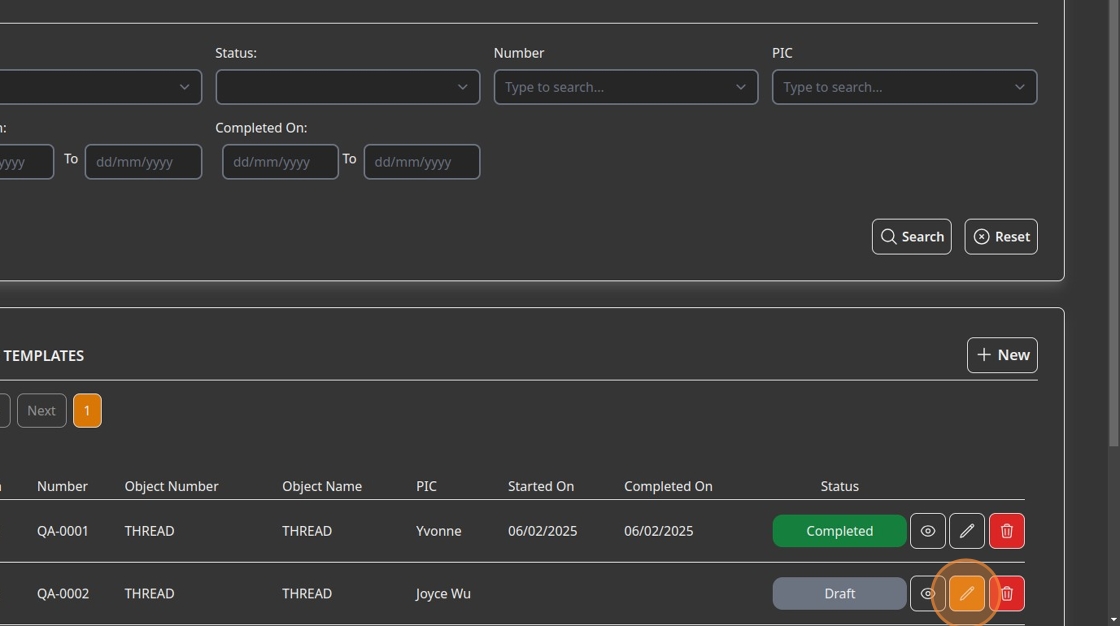 Status: Number PIC
Type to search... Type to search...
n: Completed On:
yyyy To dd/mm/yyyy dd/mm/yyyy To dd/mm/yyyy
Search Reset
TEMPLATES New
Next 1
Number Object Number Object Name PIC Started On Completed On Status
QA-0001 THREAD THREAD Yvonne 06/02/2025 06/02/2025 Completed
QA-0002 THREAD THREAD Joyce Wu Draft